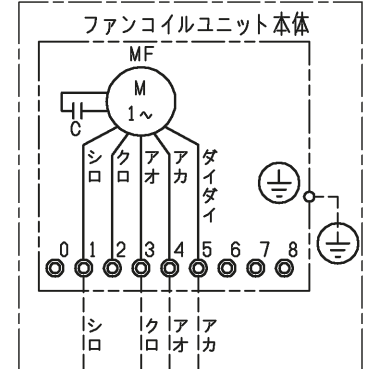 ファンコイルユニット本体
MF
M
1~
C
シロ
クロ
アオ
アカ
ダイダイ
0 1 2 3 4 5 6 7 8
シロ
クロ
アオ
アカ